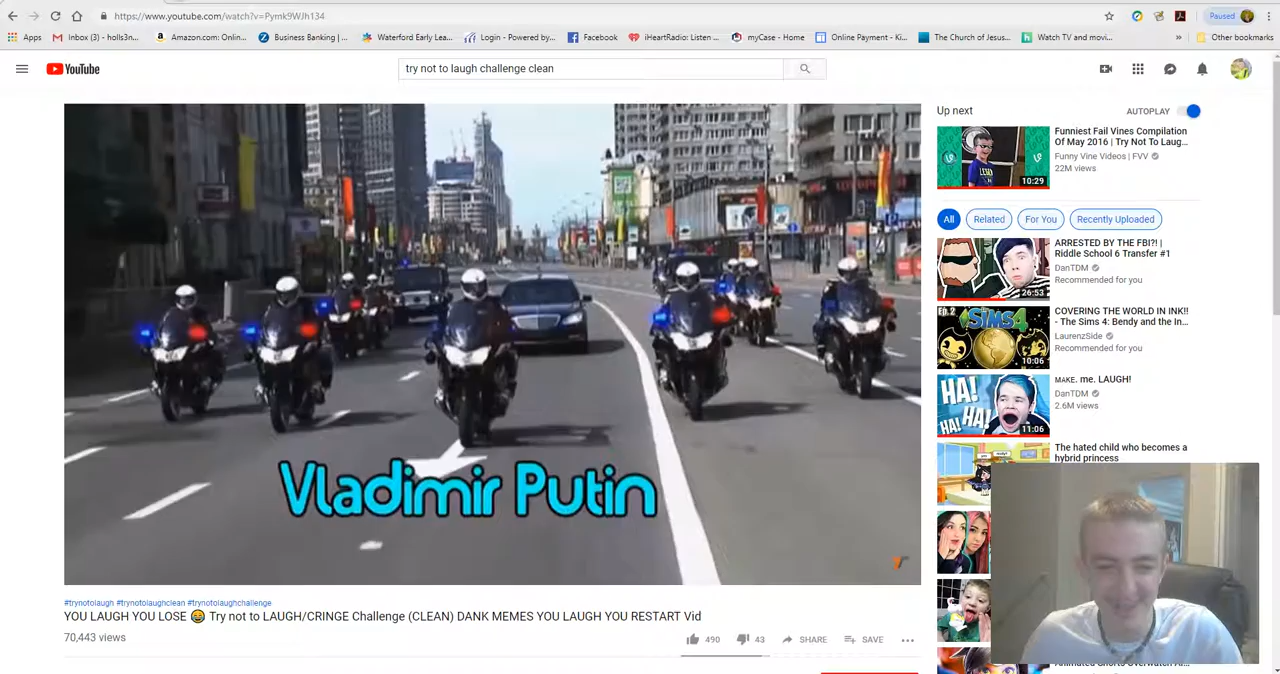 https://www.youtube.com/watch?v=Pymk9WJh134
Paused
Apps
Inbox (3) - holls3n...
Amazon.com: Onlin...
Business Banking | ...
Waterford Early Lea...
Login - Powered by...
Facebook
iHeartRadio: Listen ...
myCase - Home
Online Payment - Ki...
The Church of Jesus...
Watch TV and movi...
»
Other bookmarks
YouTube
try not to laugh challenge clean
Vladimir Putin
#trynotolaugh #trynotolaughclean #trynotolaughchallenge
YOU LAUGH YOU LOSE 😂 Try not to LAUGH/CRINGE Challenge (CLEAN) DANK MEMES YOU LAUGH YOU RESTART Vid
70,443 views
490
43
SHARE
SAVE
Up next
AUTOPLAY
10:29
Funniest Fail Vines Compilation
Of May 2016 | Try Not To Laug...
Funny Vine Videos | FVV
22M views
All
Related
For You
Recently Uploaded
26:53
ARRESTED BY THE FBI?! |
Riddle School 6 Transfer #1
DanTDM
Recommended for you
Ep. 2
SIMS4
10:06
COVERING THE WORLD IN INK!!
- The Sims 4: Bendy and the In...
LaurenzSide
Recommended for you
HA!
HA!
HA!
11:06
MAKE. me. LAUGH!
DanTDM
2.6M views
The hated child who becomes a
hybrid princess